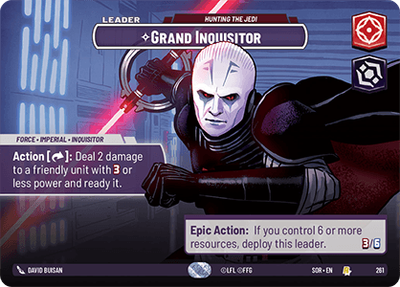 LEADER
HUNTING THE JEDI
GRAND INQUISITOR
FORCE • IMPERIAL • INQUISITOR
Action [ ]: Deal 2 damage
to a friendly unit with 3 or
less power and ready it.
Epic Action: If you control 6 or more
resources, deploy this leader.
3/6
DAVID BUISAN
©LFL ©FFG
SOR • EN
261